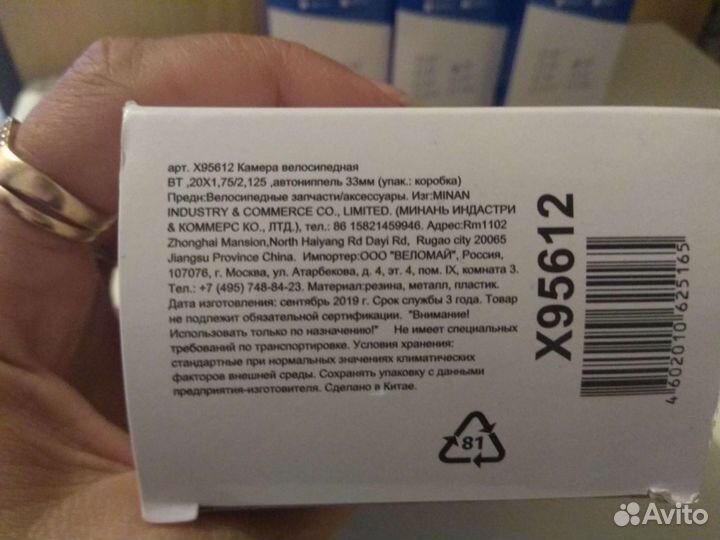 арт. X95612 Камера велосипедная
BT ,20X1,75/2,125 ,автониппель 33мм (упак.: коробка)
Предн:Велосипедные запчасти/аксессуары. Изг:MINAN
INDUSTRY & COMMERCE CO., LIMITED. (МИНАНЬ ИНДАСТРИ
& КОММЕРС КО., ЛТД.), тел.: 86 15821459946. Адрес:Rm1102
Zhonghai Mansion,North Haiyang Rd Dayi Rd, Rugao city 20065
Jiangsu Province China. Импортер:ООО "ВЕЛОМАЙ", Россия,
107076, г. Москва, ул. Атарбекова, д. 4, эт. 4, пом. IX, комната 3.
Тел.: +7 (495) 748-84-23. Материал:резина, металл, пластик.
Дата изготовления: сентябрь 2019 г. Срок службы 3 года. Товар
не подлежит обязательной сертификации. "Внимание!
Использовать только по назначению!" Не имеет специальных
требований по транспортировке. Условия хранения:
стандартные при нормальных значениях климатических
факторов внешней среды. Сохранять упаковку с данными
предприятия-изготовителя. Сделано в Китае.
X95612
4 602010 625165
81
Avito